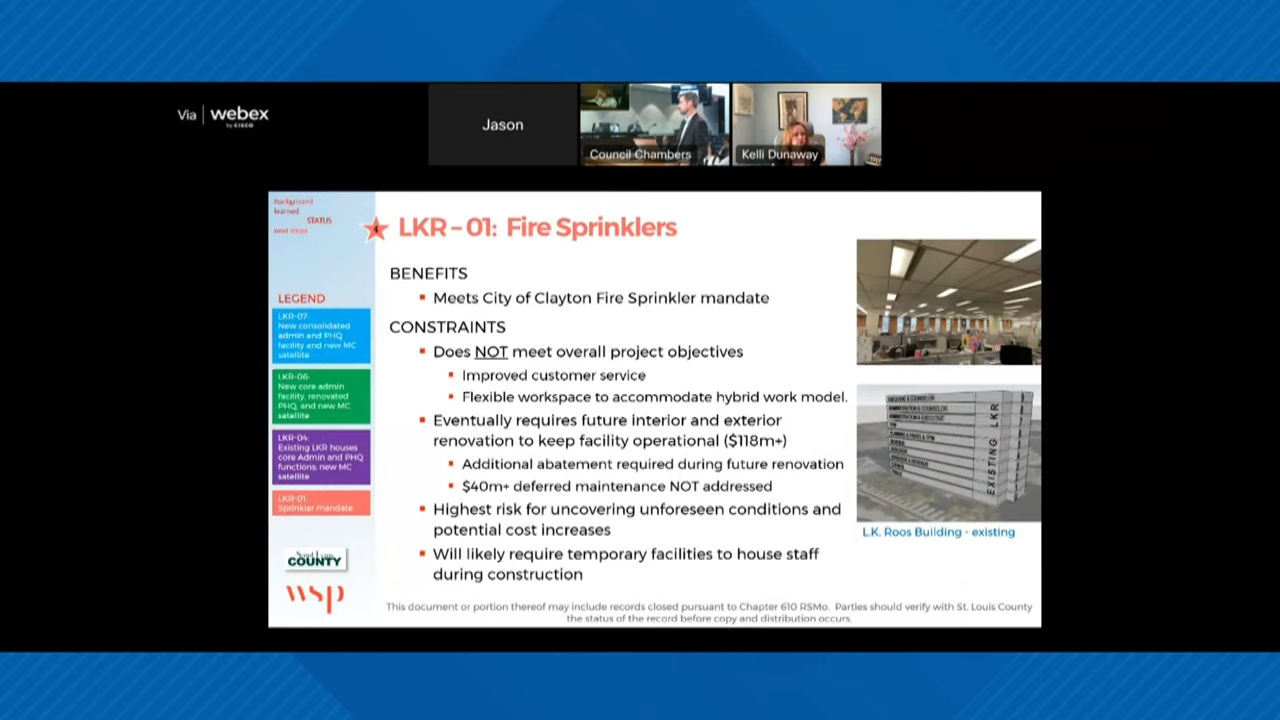 Via webex
by CISCO
Jason
Council Chambers
Kelli Dunaway
background
learned
STATUS
next steps
LKR – 01: Fire Sprinklers
BENEFITS
Meets City of Clayton Fire Sprinkler mandate
CONSTRAINTS
Does NOT meet overall project objectives
Improved customer service
Flexible workspace to accommodate hybrid work model.
Eventually requires future interior and exterior
renovation to keep facility operational ($118m+)
Additional abatement required during future renovation
$40m+ deferred maintenance NOT addressed
Highest risk for uncovering unforeseen conditions and
potential cost increases
Will likely require temporary facilities to house staff
during construction
LEGEND
LKR-07:
New consolidated
admin and PHQ
facility and new MC
satellite
LKR-06:
New core admin
facility, renovated
PHQ, and new MC
satellite
LKR-04:
Existing LKR houses
core Admin and PHQ
functions; new MC
satellite
LKR-01:
Sprinkler mandate
Saint Louis
COUNTY
wsp
EXISTING LKR
L.K. Roos Building - existing
This document or portion thereof may include records closed pursuant to Chapter 610 RSMo. Parties should verify with St. Louis County
the status of the record before copy and distribution occurs.